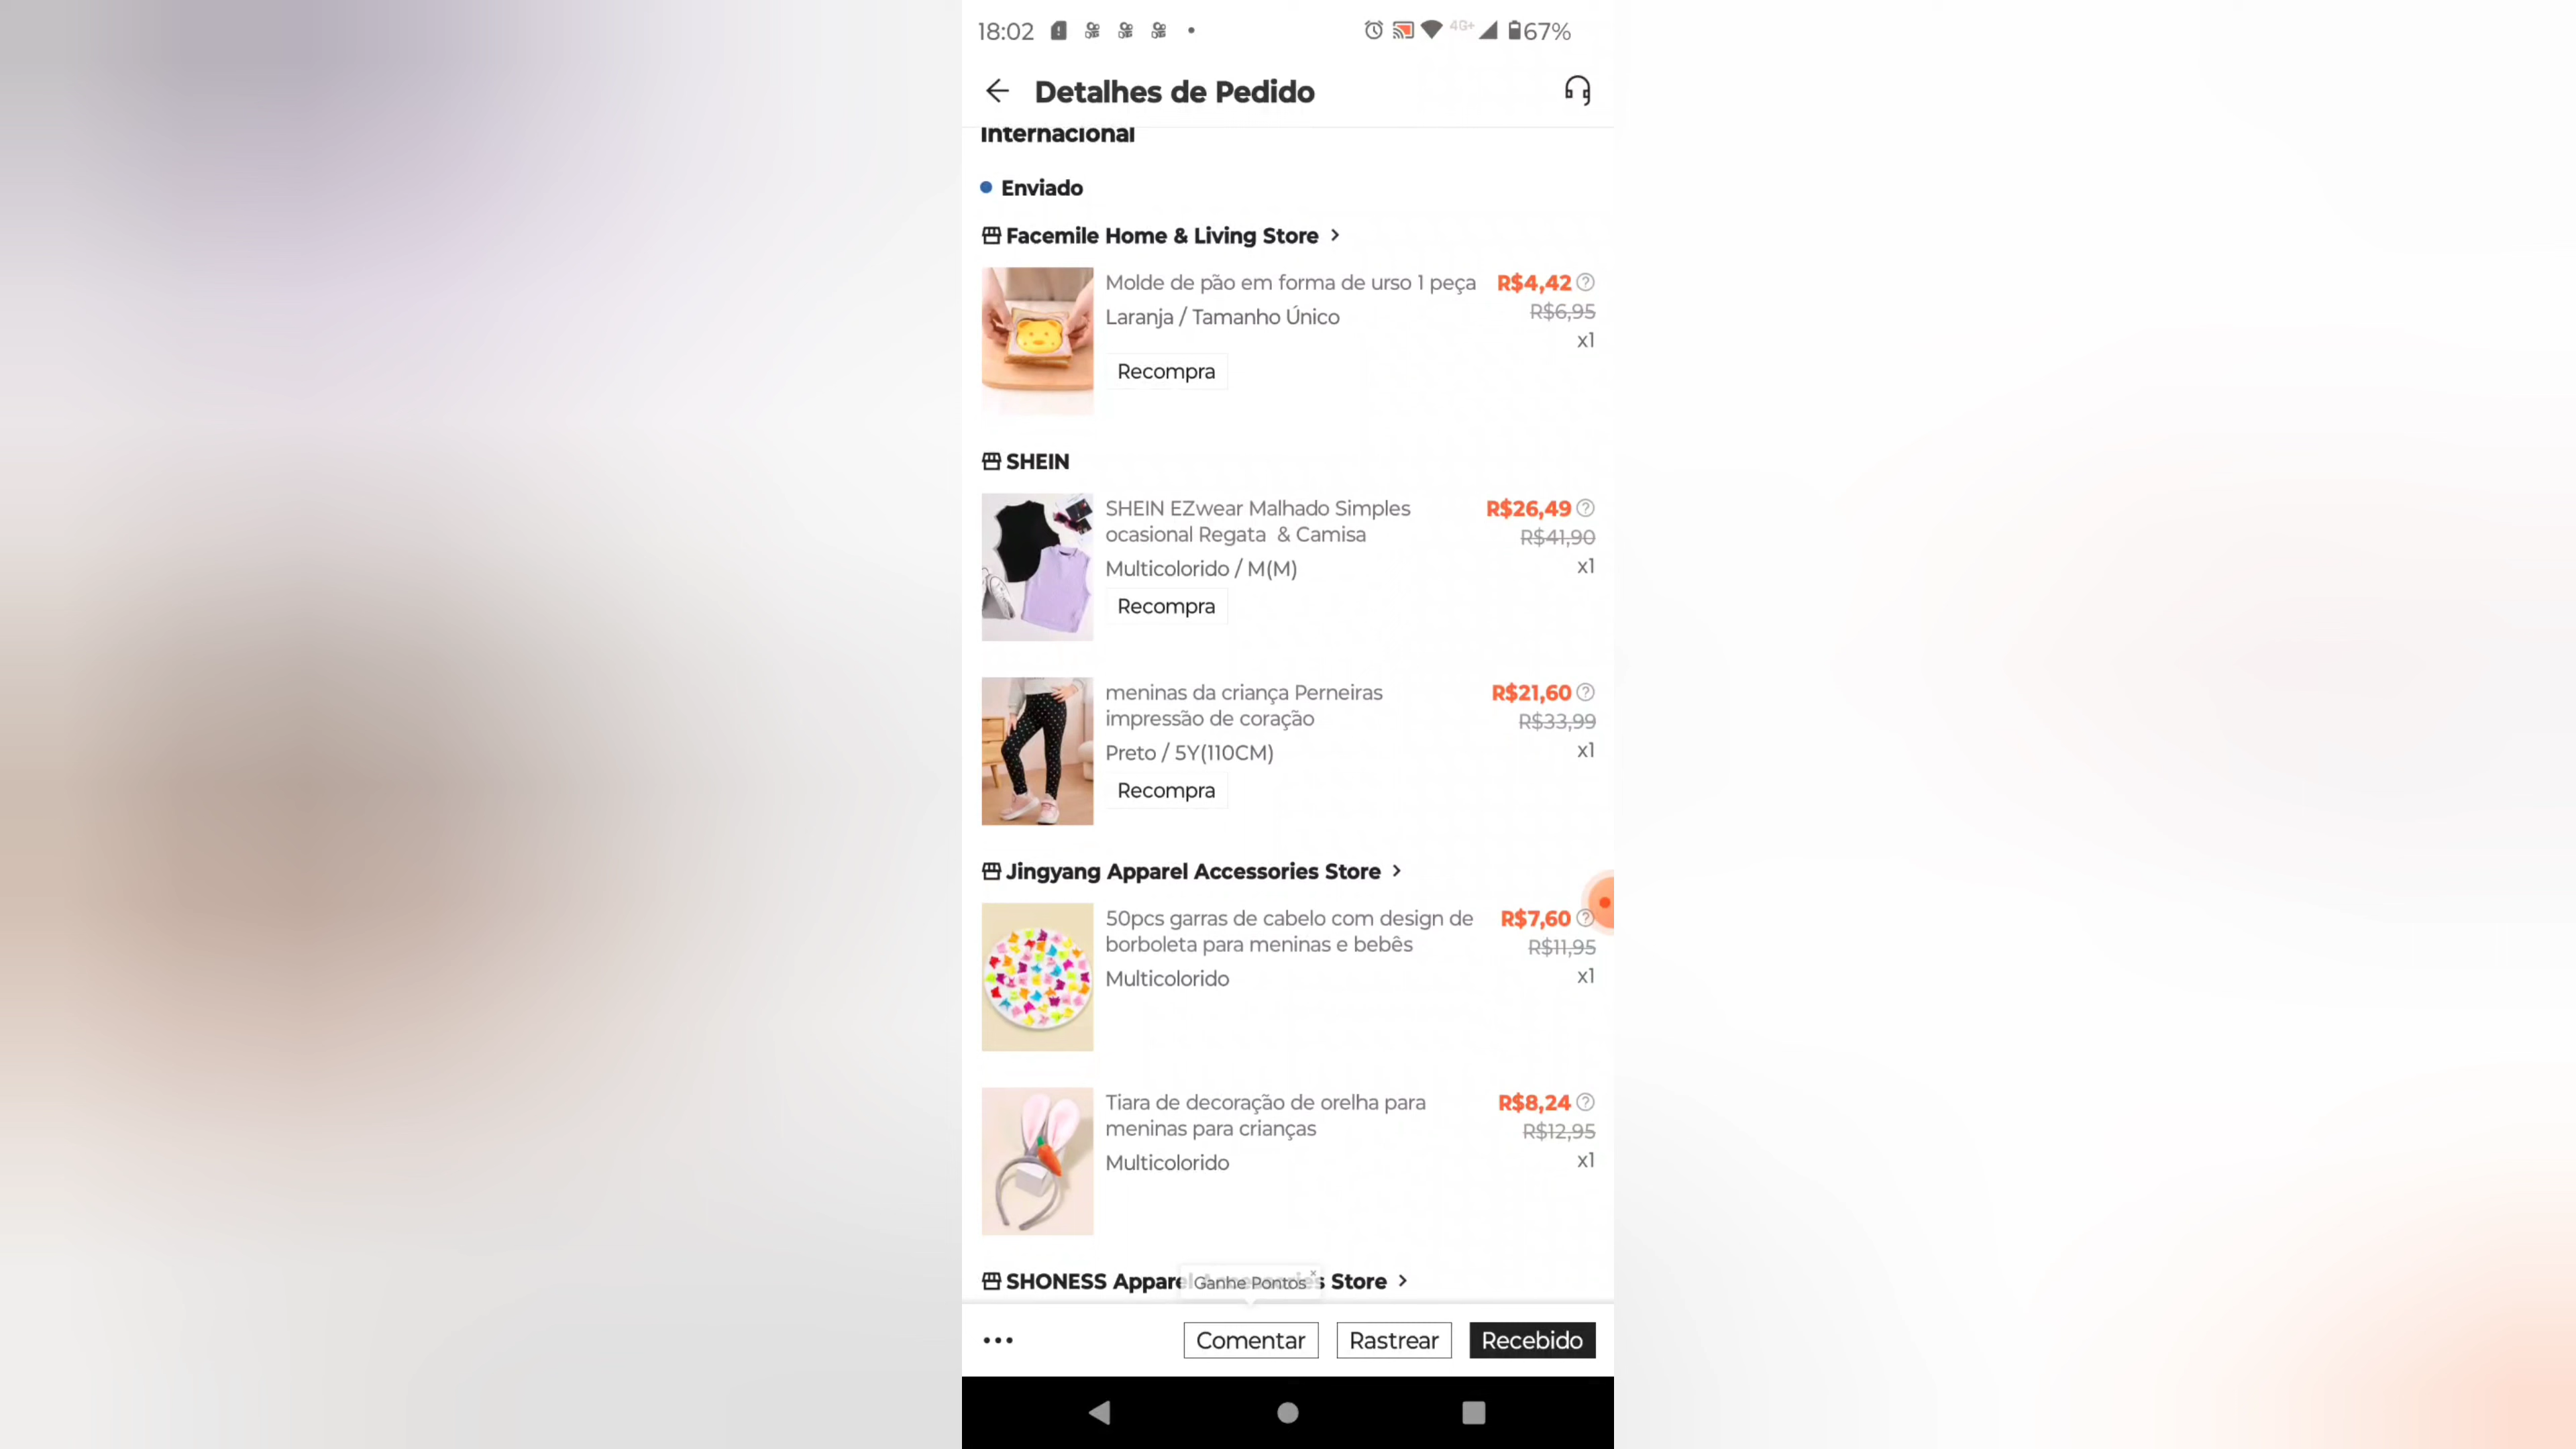 18:02 4G+ 67%
Detalhes de Pedido
Internacional
Enviado
Facemile Home & Living Store
Molde de pão em forma de urso 1 peça R$4,42
Laranja / Tamanho Único R$6,95
x1
Recompra
SHEIN
SHEIN EZwear Malhado Simples R$26,49
ocasional Regata & Camisa R$41,90
Multicolorido / M(M) x1
Recompra
meninas da criança Perneiras R$21,60
impressão de coração R$33,99
Preto / 5Y(110CM) x1
Recompra
Jingyang Apparel Accessories Store
50pcs garras de cabelo com design de R$7,60
borboleta para meninas e bebês R$11,95
Multicolorido x1
Tiara de decoração de orelha para R$8,24
meninas para crianças R$12,95
Multicolorido x1
SHONESS Apparel Accessories Store
Ganhe Pontos
Comentar Rastrear Recebido